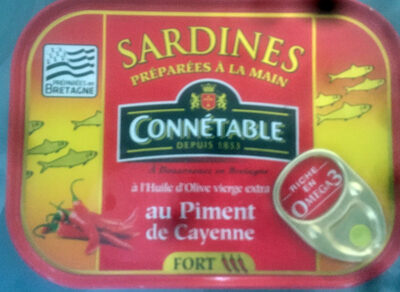 SARDINES
PRÉPARÉES À LA MAIN
PRÉPARÉES EN
BRETAGNE
CONNÉTABLE
DEPUIS 1853
À Douarnenez en Bretagne
à l'Huile d'Olive vierge extra
au Piment
de Cayenne
FORT
RICHE EN
OMEGA 3